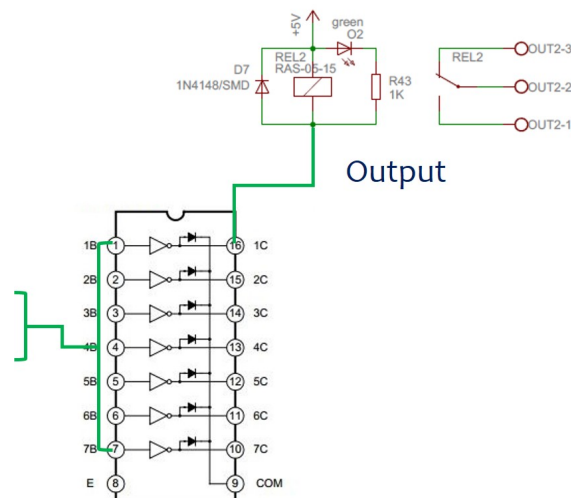 +5V
green
O2
REL2
RAS-05-15
D7
1N4148/SMD
R43
1K
REL2
OUT2-3
OUT2-2
OUT2-1
Output
1B 1 16 1C
2B 2 15 2C
3B 3 14 3C
4B 4 13 4C
5B 5 12 5C
6B 6 11 6C
7B 7 10 7C
E 8 9 COM